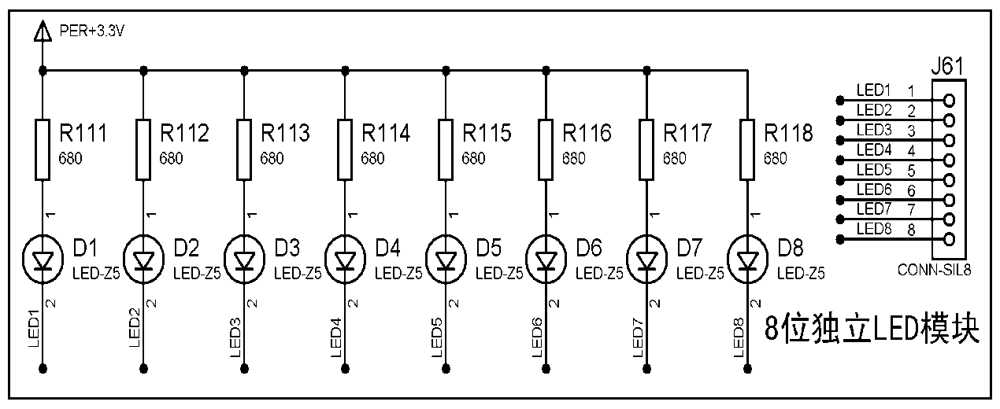 PER+3.3V
J61
LED1 1
LED2 2
LED3 3
LED4 4
LED5 5
LED6 6
LED7 7
LED8 8
CONN-SIL8
R111 R112 R113 R114 R115 R116 R117 R118
680 680 680 680 680 680 680 680
1 1 1 1 1 1 1 1
D1 D2 D3 D4 D5 D6 D7 D8
LED-Z5 LED-Z5 LED-Z5 LED-Z5 LED-Z5 LED-Z5 LED-Z5 LED-Z5
2 2 2 2 2 2 2 2
LED1 LED2 LED3 LED4 LED5 LED6 LED7 LED8
8位独立LED模块